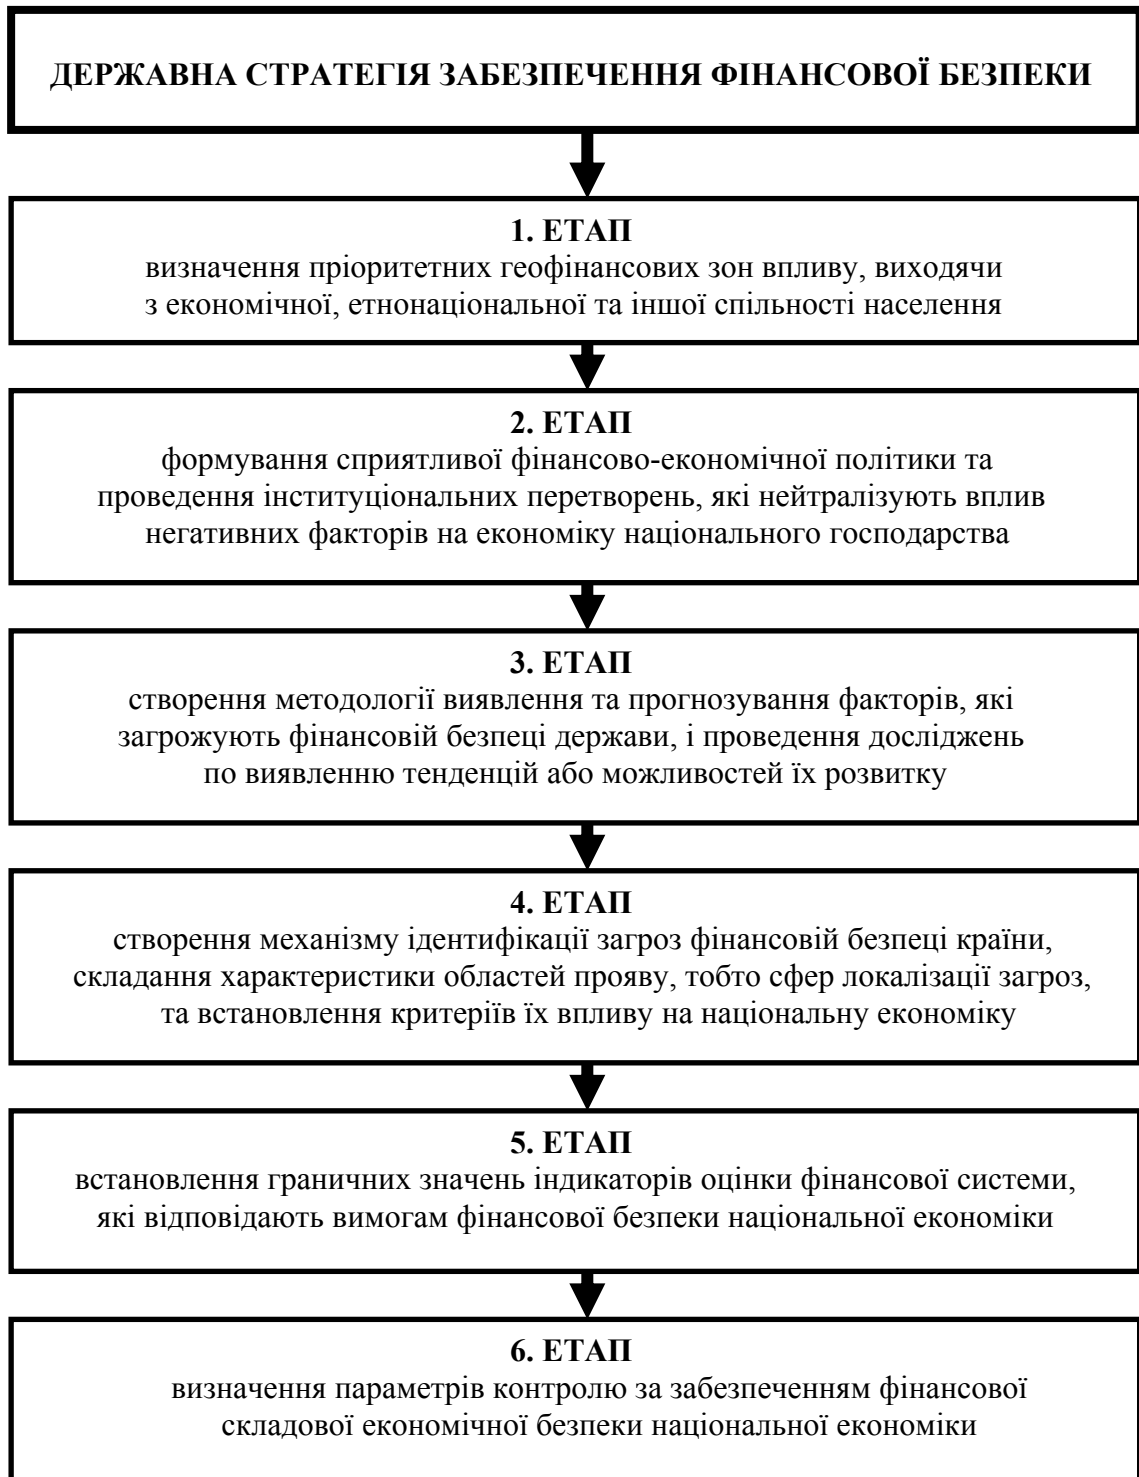 ДЕРЖАВНА СТРАТЕГІЯ ЗАБЕЗПЕЧЕННЯ ФІНАНСОВОЇ БЕЗПЕКИ
1. ЕТАП
визначення пріоритетних геофінансових зон впливу, виходячи
з економічної, етнонаціональної та іншої спільності населення
2. ЕТАП
формування сприятливої фінансово-економічної політики та
проведення інституціональних перетворень, які нейтралізують вплив
негативних факторів на економіку національного господарства
3. ЕТАП
створення методології виявлення та прогнозування факторів, які
загрожують фінансовій безпеці держави, і проведення досліджень
по виявленню тенденцій або можливостей їх розвитку
4. ЕТАП
створення механізму ідентифікації загроз фінансовій безпеці країни,
складання характеристики областей прояву, тобто сфер локалізації загроз,
та встановлення критеріїв їх впливу на національну економіку
5. ЕТАП
встановлення граничних значень індикаторів оцінки фінансової системи,
які відповідають вимогам фінансової безпеки національної економіки
6. ЕТАП
визначення параметрів контролю за забезпеченням фінансової
складової економічної безпеки національної економіки